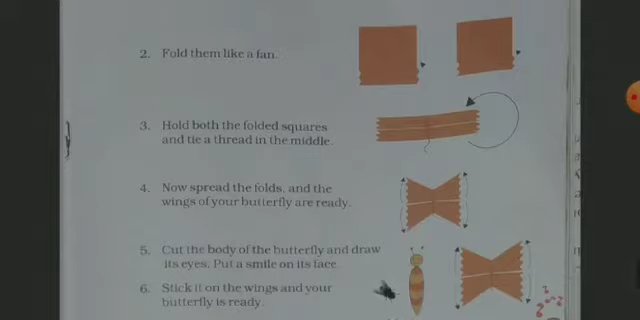 2. Fold them like a fan.
3. Hold both the folded squares
and tie a thread in the middle.
4. Now spread the folds, and the
wings of your butterfly are ready.
5. Cut the body of the butterfly and draw
its eyes. Put a smile on its face.
6. Stick it on the wings and your
butterfly is ready.